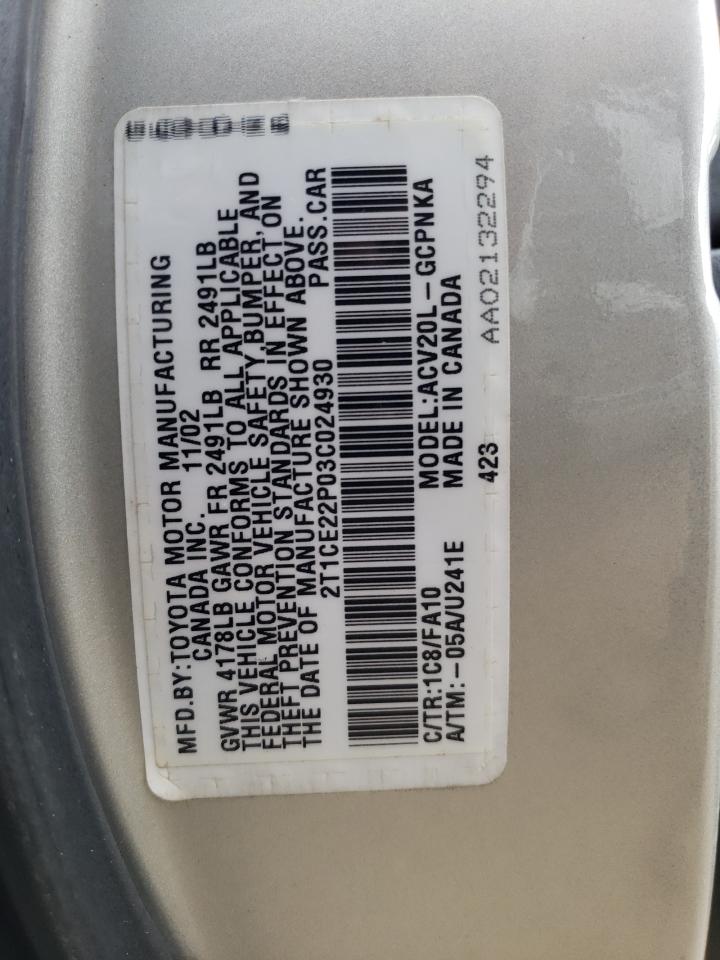 MFD.BY:TOYOTA MOTOR MANUFACTURING
CANADA INC. 11/02
GVWR 4178LB GAWR FR 2491LB RR 2491LB
THIS VEHICLE CONFORMS TO ALL APPLICABLE
FEDERAL MOTOR VEHICLE SAFETY,BUMPER, AND
THEFT PREVENTION STANDARDS IN EFFECT ON
THE DATE OF MANUFACTURE SHOWN ABOVE.
2T1CE22P03C024930 PASS.CAR
C/TR:1C8/FA10 MODEL:ACV20L-GCPNKA
A/TM:-05A/U241E MADE IN CANADA
423
AA02132294